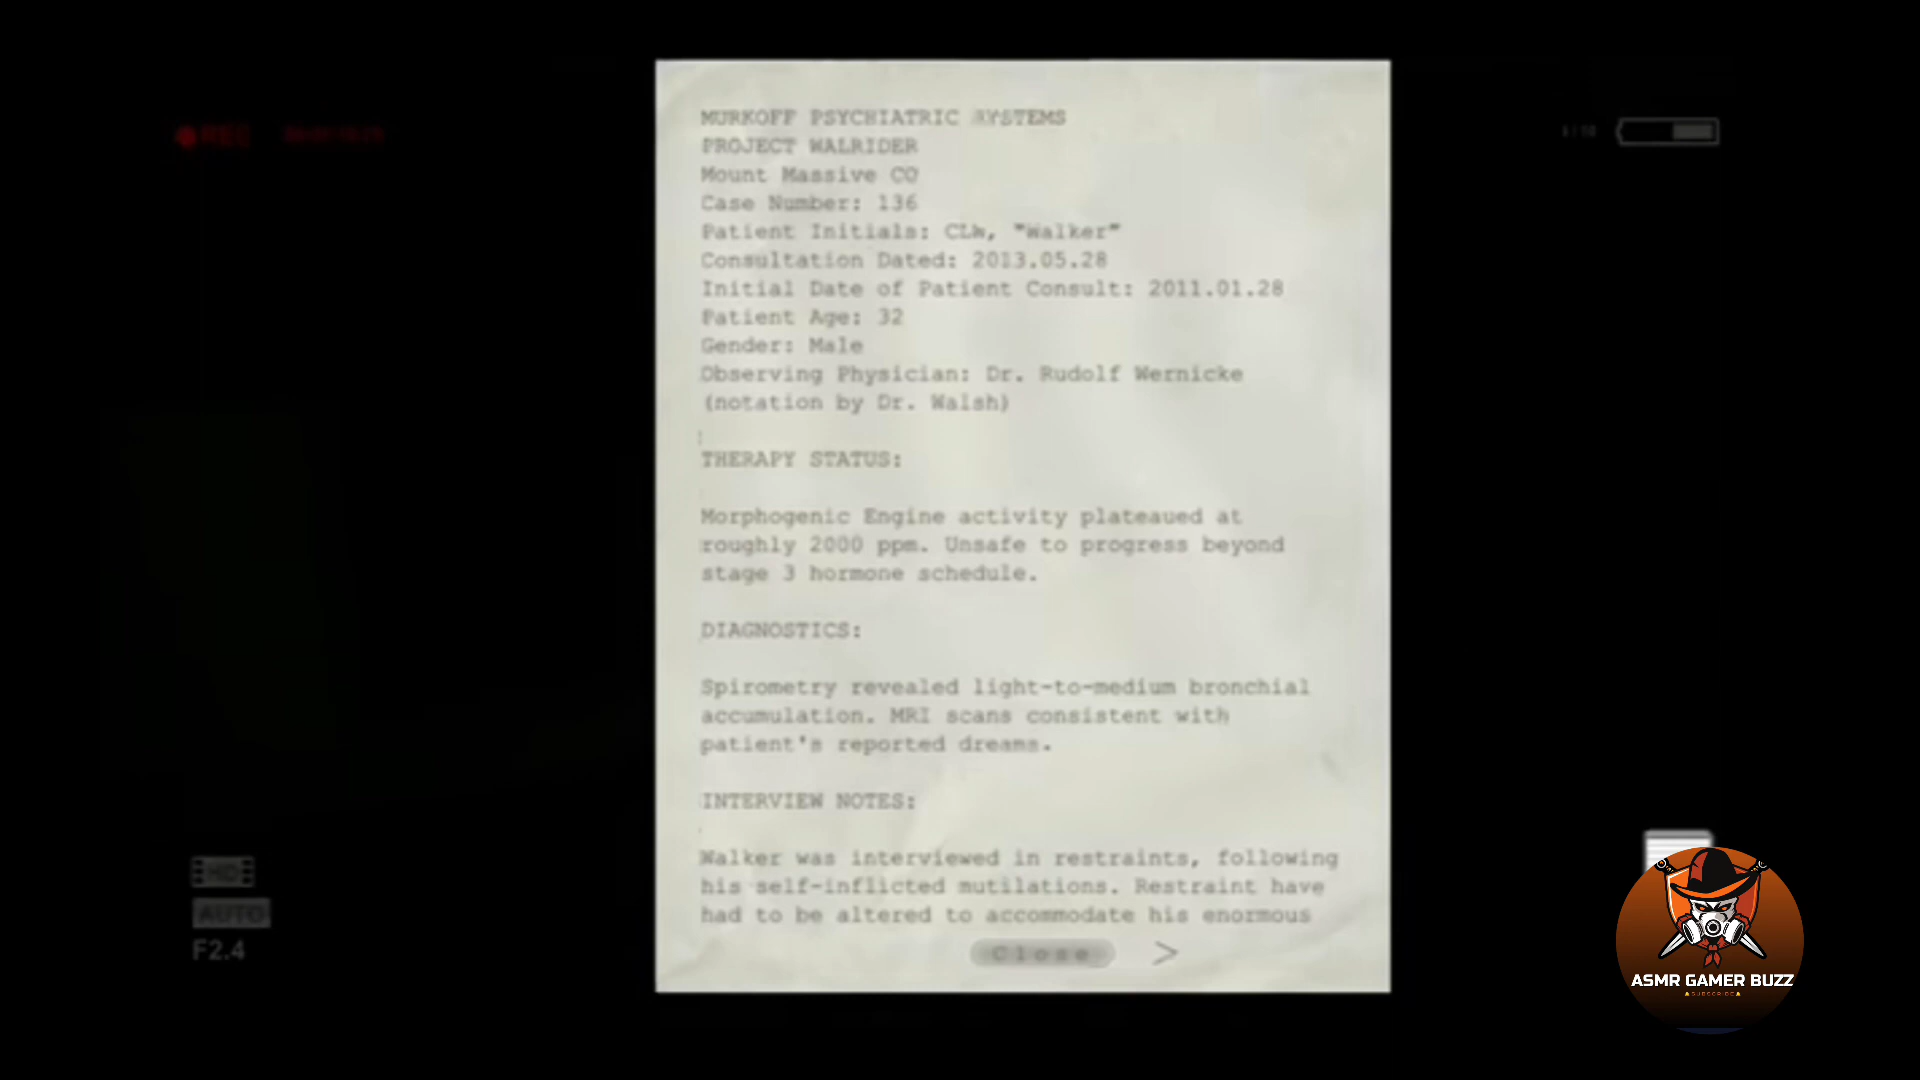 REC
MURKOFF PSYCHIATRIC SYSTEMS
PROJECT WALRIDER
Mount Massive CO
Case Number: 136
Patient Initials: CLW, "Walker"
Consultation Dated: 2013.05.28
Initial Date of Patient Consult: 2011.01.28
Patient Age: 32
Gender: Male
Observing Physician: Dr. Rudolf Wernicke
(notation by Dr. Walsh)
THERAPY STATUS:
Morphogenic Engine activity plateaued at
roughly 2000 ppm. Unsafe to progress beyond
stage 3 hormone schedule.
DIAGNOSTICS:
Spirometry revealed light-to-medium bronchial
accumulation. MRI scans consistent with
patient's reported dreams.
INTERVIEW NOTES:
Walker was interviewed in restraints, following
his self-inflicted mutilations. Restraint have
had to be altered to accommodate his enormous
Close >
HD
AUTO
F2.4
ASMR GAMER BUZZ
SUBSCRIBE